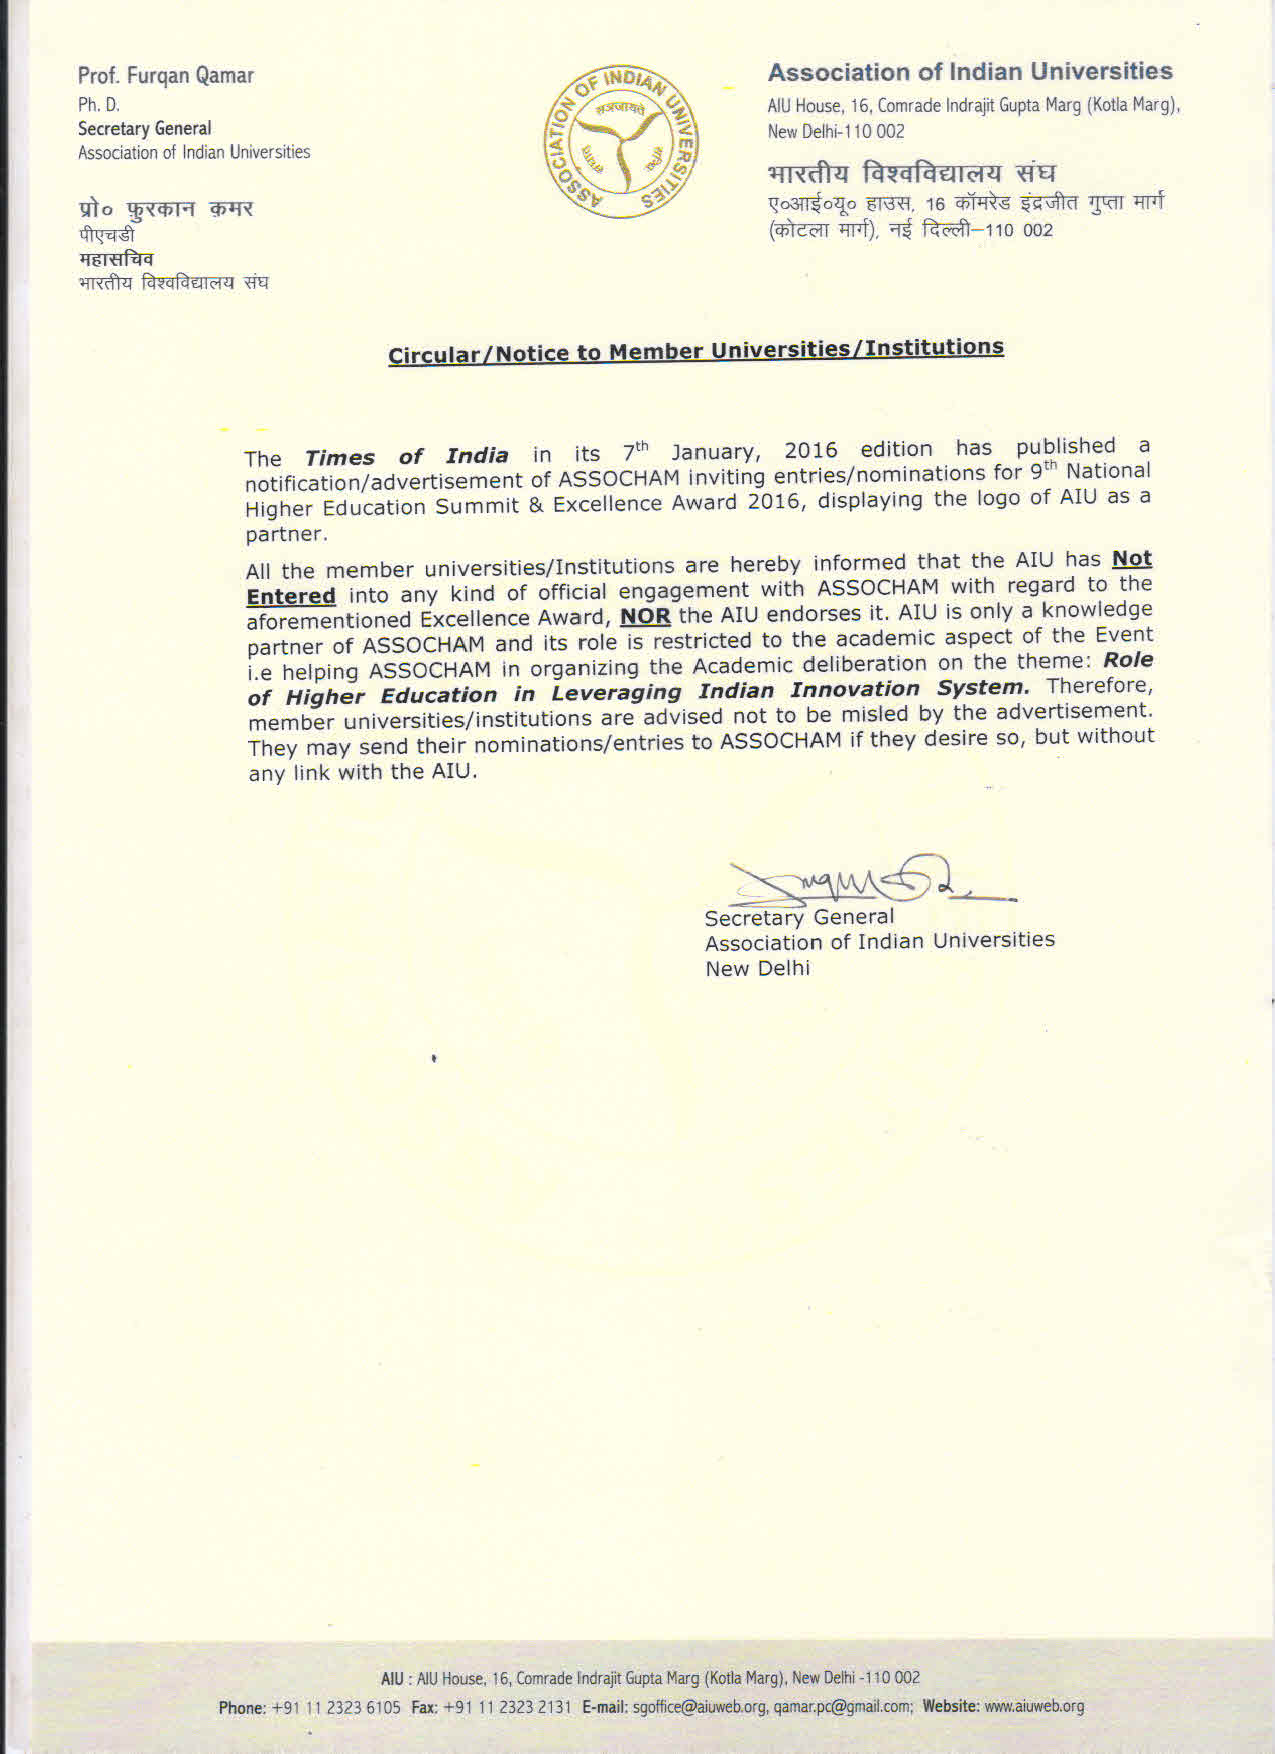 Prof. Furqan Qamar
Ph. D.
Secretary General
Association of Indian Universities
प्रो० फुरकान क़मर
पीएचडी
महासचिव
भारतीय विश्वविद्यालय संघ
ASSOCIATION OF INDIAN UNIVERSITIES
Association of Indian Universities
AIU House, 16, Comrade Indrajit Gupta Marg (Kotla Marg),
New Delhi-110 002
भारतीय विश्वविद्यालय संघ
ए०आई०यू० हाउस, 16 कॉमरेड इंद्रजीत गुप्ता मार्ग
(कोटला मार्ग), नई दिल्ली–110 002
Circular/Notice to Member Universities/Institutions
The Times of India in its 7th January, 2016 edition has published a
notification/advertisement of ASSOCHAM inviting entries/nominations for 9th National
Higher Education Summit & Excellence Award 2016, displaying the logo of AIU as a
partner.
All the member universities/Institutions are hereby informed that the AIU has Not
Entered into any kind of official engagement with ASSOCHAM with regard to the
aforementioned Excellence Award, NOR the AIU endorses it. AIU is only a knowledge
partner of ASSOCHAM and its role is restricted to the academic aspect of the Event
i.e helping ASSOCHAM in organizing the Academic deliberation on the theme: Role
of Higher Education in Leveraging Indian Innovation System. Therefore,
member universities/institutions are advised not to be misled by the advertisement.
They may send their nominations/entries to ASSOCHAM if they desire so, but without
any link with the AIU.
Secretary General
Association of Indian Universities
New Delhi
AIU : AIU House, 16, Comrade Indrajit Gupta Marg (Kotla Marg), New Delhi -110 002
Phone: +91 11 2323 6105 Fax: +91 11 2323 2131 E-mail: sgoffice@aiuweb.org, qamar.pc@gmail.com; Website: www.aiuweb.org